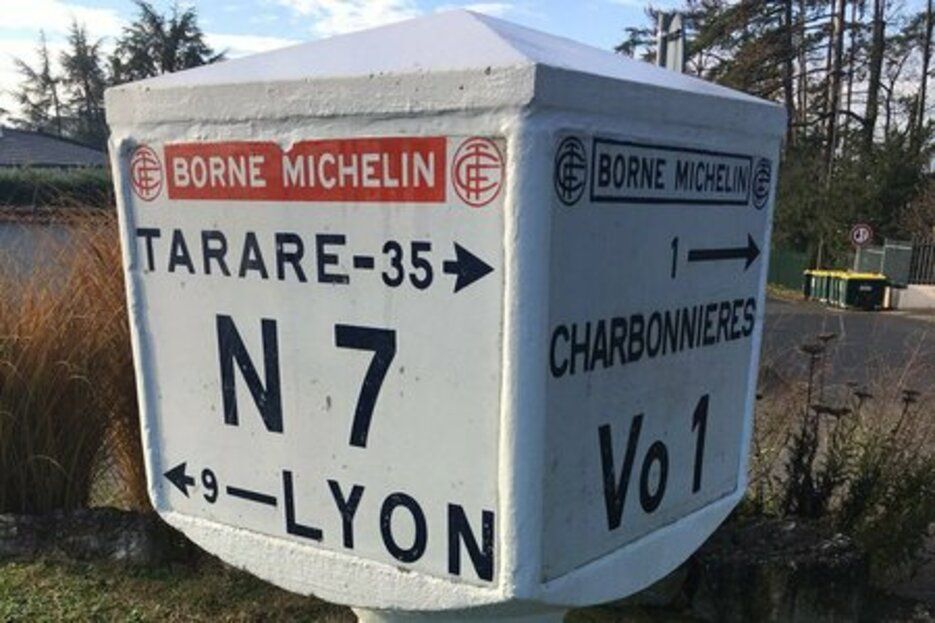 BORNE MICHELIN
TARARE-35 →
N 7
← 9 — LYON
BORNE MICHELIN
1 →
CHARBONNIERES
Vo 1